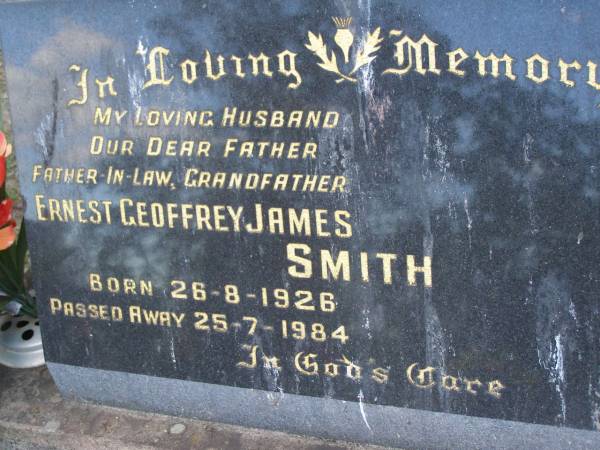 In Loving Memory
My Loving Husband
Our Dear Father
Father-In-Law, Grandfather
Ernest Geoffrey James
Smith
Born 26-8-1926
Passed Away 25-7-1984
In God's Care